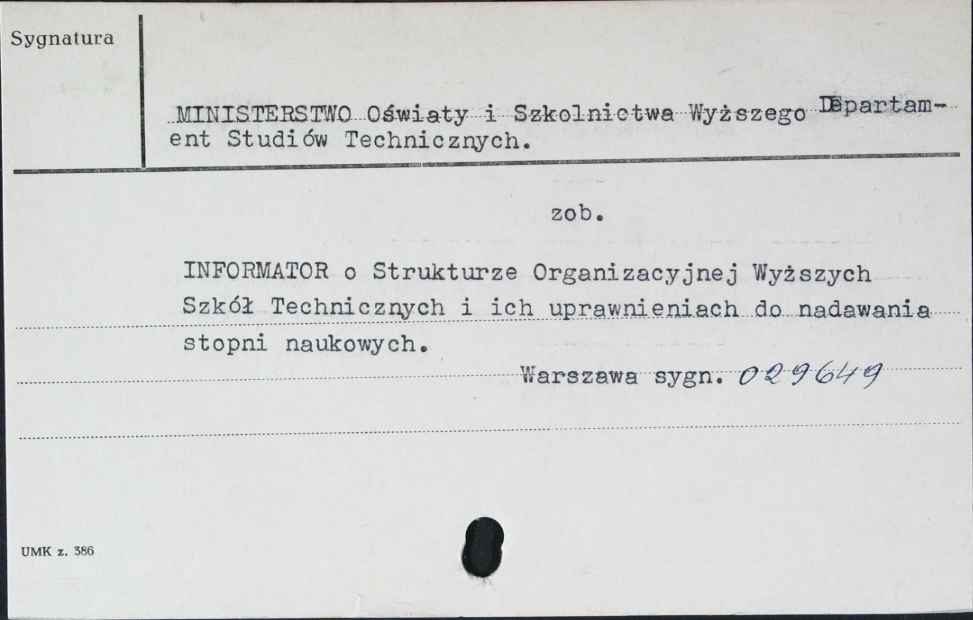 Sygnatura
MINISTERSTWO Oświaty i Szkolnictwa Wyższego Departam-
ent Studiów Technicznych.
zob.
INFORMATOR o Strukturze Organizacyjnej Wyższych
Szkół Technicznych i ich uprawnieniach do nadawania
stopni naukowych.
Warszawa sygn. 029649
UMK z. 386